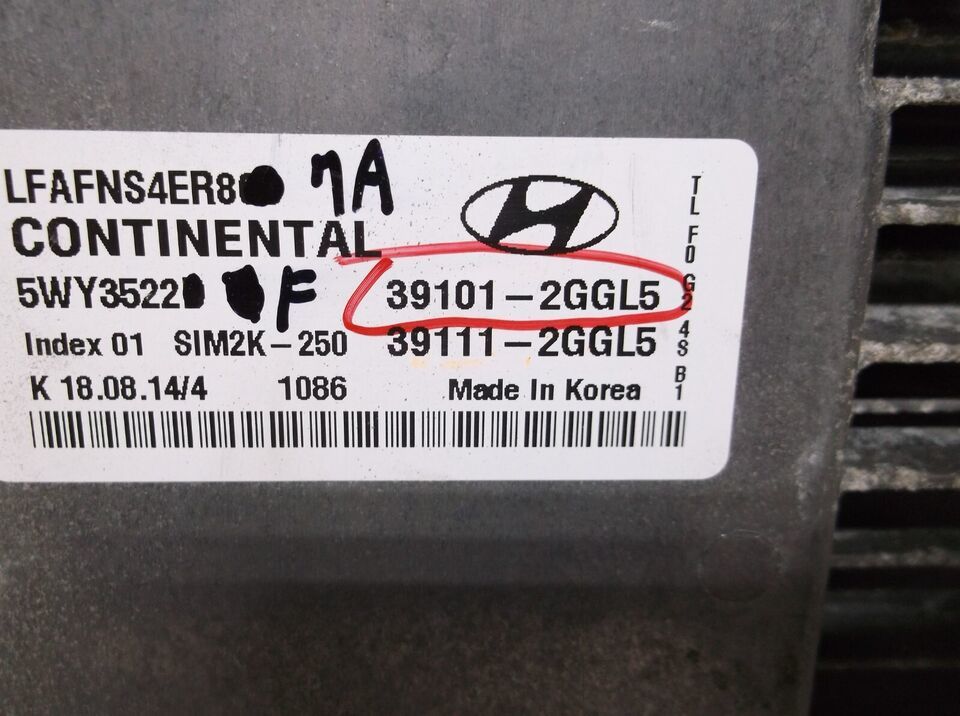 LFAFNS4ER8 7A
CONTINENTAL
5WY3522 F 39101-2GGL5
Index 01 SIM2K-250 39111-2GGL5
K 18.08.14/4 1086 Made In Korea
TL F0 G2 4S B1